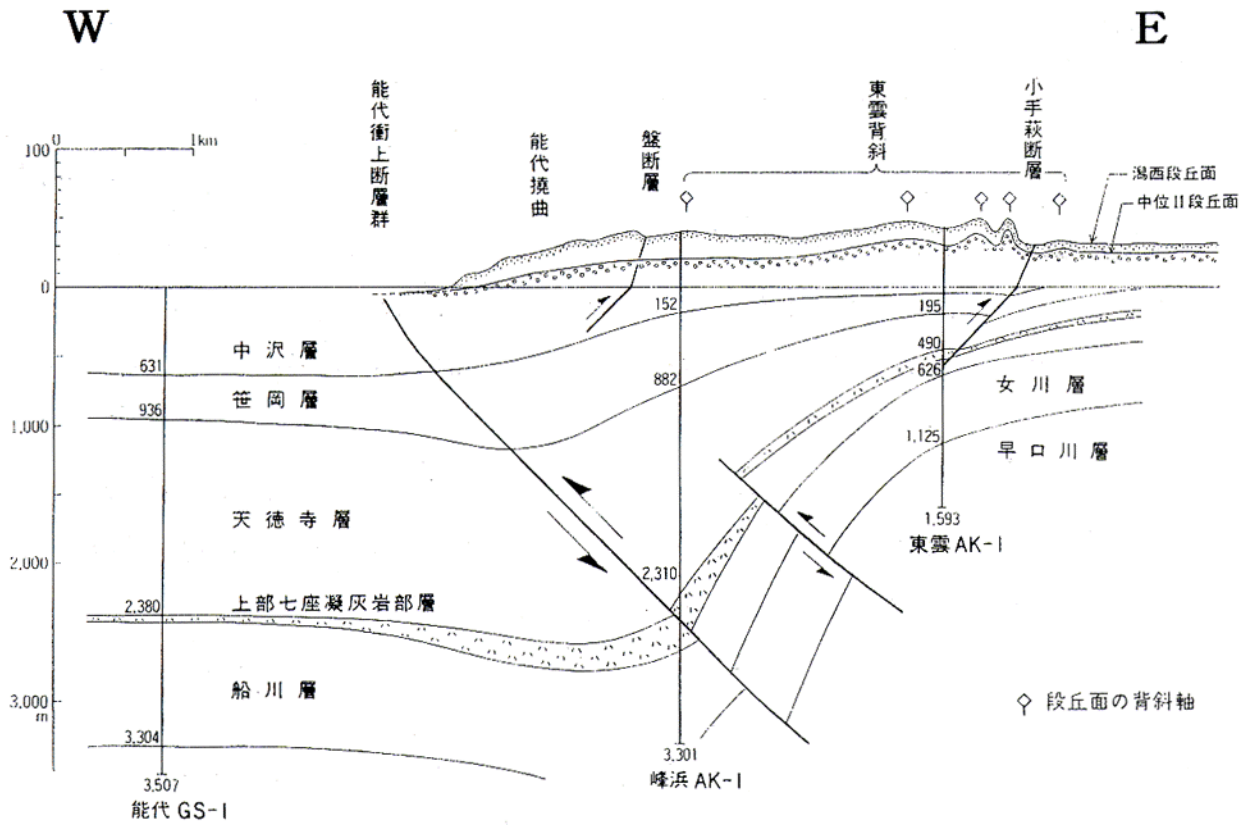 W
E
0
1km
100
0
1,000
2,000
3,000
m
能代衝上断層群
能代撓曲
盤断層
東雲背斜
小手萩断層
潟西段丘面
中位II段丘面
152
195
中沢層
631
490
笹岡層
882
626
女川層
936
1,125
早口川層
天徳寺層
1,593
東雲AK-1
2,310
2,380
上部七座凝灰岩部層
船川層
段丘面の背斜軸
3,304
3,301
峰浜AK-1
3,507
能代GS-1